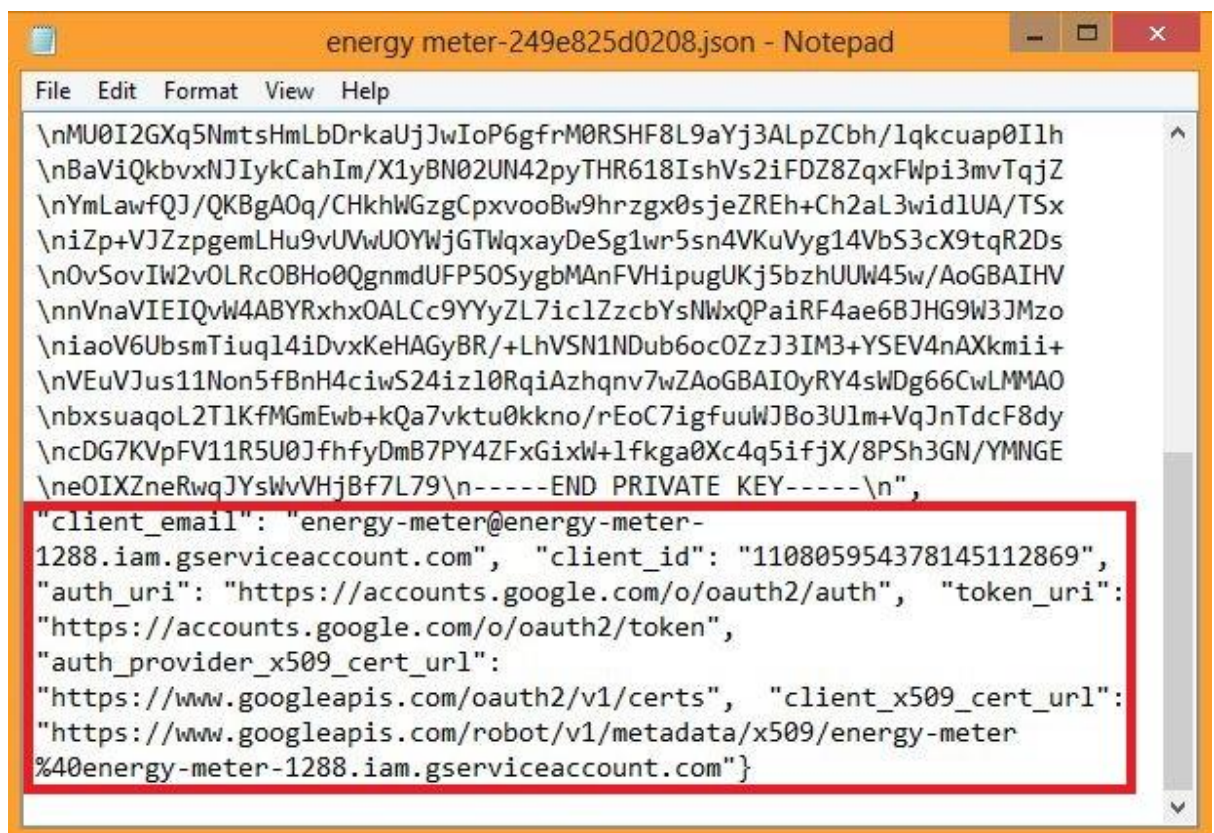 energy meter-249e825d0208.json - Notepad
File Edit Format View Help
\nMU0I2GXq5NmtsHmLbDrkaUjJwIoP6gfrM0RSHF8L9aYj3ALpZCbh/lqkcuap0Ilh
\nBaViQkbvxNJIykCahIm/X1yBN02UN42pyTHR618IshVs2iFDZ8ZqxFWpi3mvTqjZ
\nYmLawfQJ/QKBgAOq/CHkhWGzgCpxvooBw9hrzgx0sjeZREh+Ch2aL3widlUA/TSx
\niZp+VJZzpgemLHu9vUVwUOYWjGTWqxayDeSg1wr5sn4VKuVyg14VbS3cX9tqR2Ds
\nOvSovIW2vOLRcOBHo0QgnmdUFP5OSygbMAnFVHipugUKj5bzhUUW45w/AoGBAIHV
\nnVnaVIEIQvW4ABYRxhxOALCc9YYyZL7iclZzcbYsNWxQPaiRF4ae6BJHG9W3JMzo
\niaoV6UbsmTiuql4iDvxKeHAGyBR/+LhVSN1NDub6ocOZzJ3IM3+YSEV4nAXkmii+
\nVEuVJus11Non5fBnH4ciwS24izl0RqiAzhqnv7wZAoGBAIOyRY4sWDg66CwLMMAO
\nbxsuaqoL2TlKfMGmEwb+kQa7vktu0kkno/rEoC7igfuuWJBo3Ulm+VqJnTdcF8dy
\ncDG7KVpFV11R5U0JfhfyDmB7PY4ZFxGixW+lfkga0Xc4q5ifjX/8PSh3GN/YMNGE
\neOIXZneRwqJYsWvVHjBf7L79\n-----END PRIVATE KEY-----\n",
"client_email": "energy-meter@energy-meter-
1288.iam.gserviceaccount.com",  "client_id": "110805954378145112869",
"auth_uri": "https://accounts.google.com/o/oauth2/auth",  "token_uri":
"https://accounts.google.com/o/oauth2/token",
"auth_provider_x509_cert_url":
"https://www.googleapis.com/oauth2/v1/certs",  "client_x509_cert_url":
"https://www.googleapis.com/robot/v1/metadata/x509/energy-meter
%40energy-meter-1288.iam.gserviceaccount.com"}